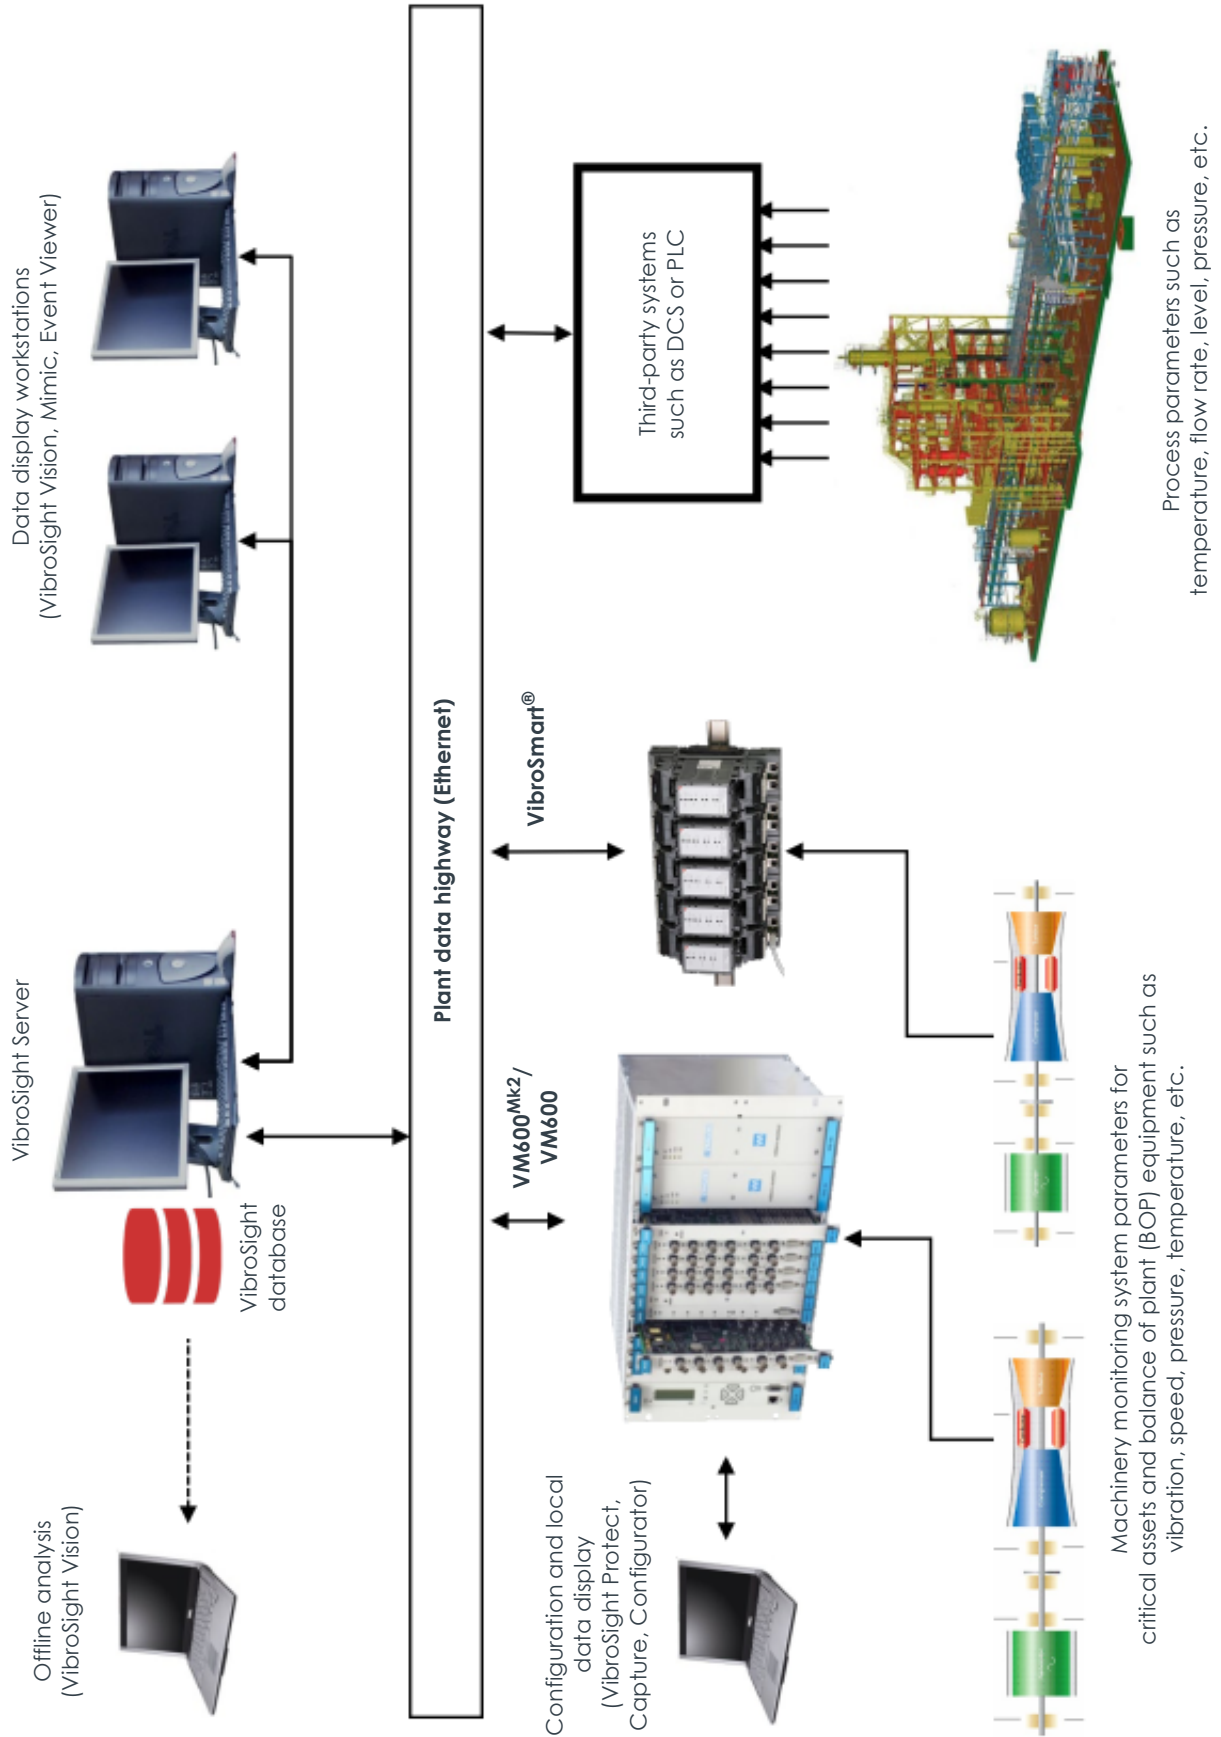 Offline analysis
(VibroSight Vision)
VibroSight
database
VibroSight Server
Data display workstations
(VibroSight Vision, Mimic, Event Viewer)
Plant data highway (Ethernet)
Configuration and local
data display
(VibroSight Protect,
Capture, Configurator)
VM600Mk2/
VM600
VibroSmart®
Third-party systems
such as DCS or PLC
Machinery monitoring system parameters for
critical assets and balance of plant (BOP) equipment such as
vibration, speed, pressure, temperature, etc.
Process parameters such as
temperature, flow rate, level, pressure, etc.